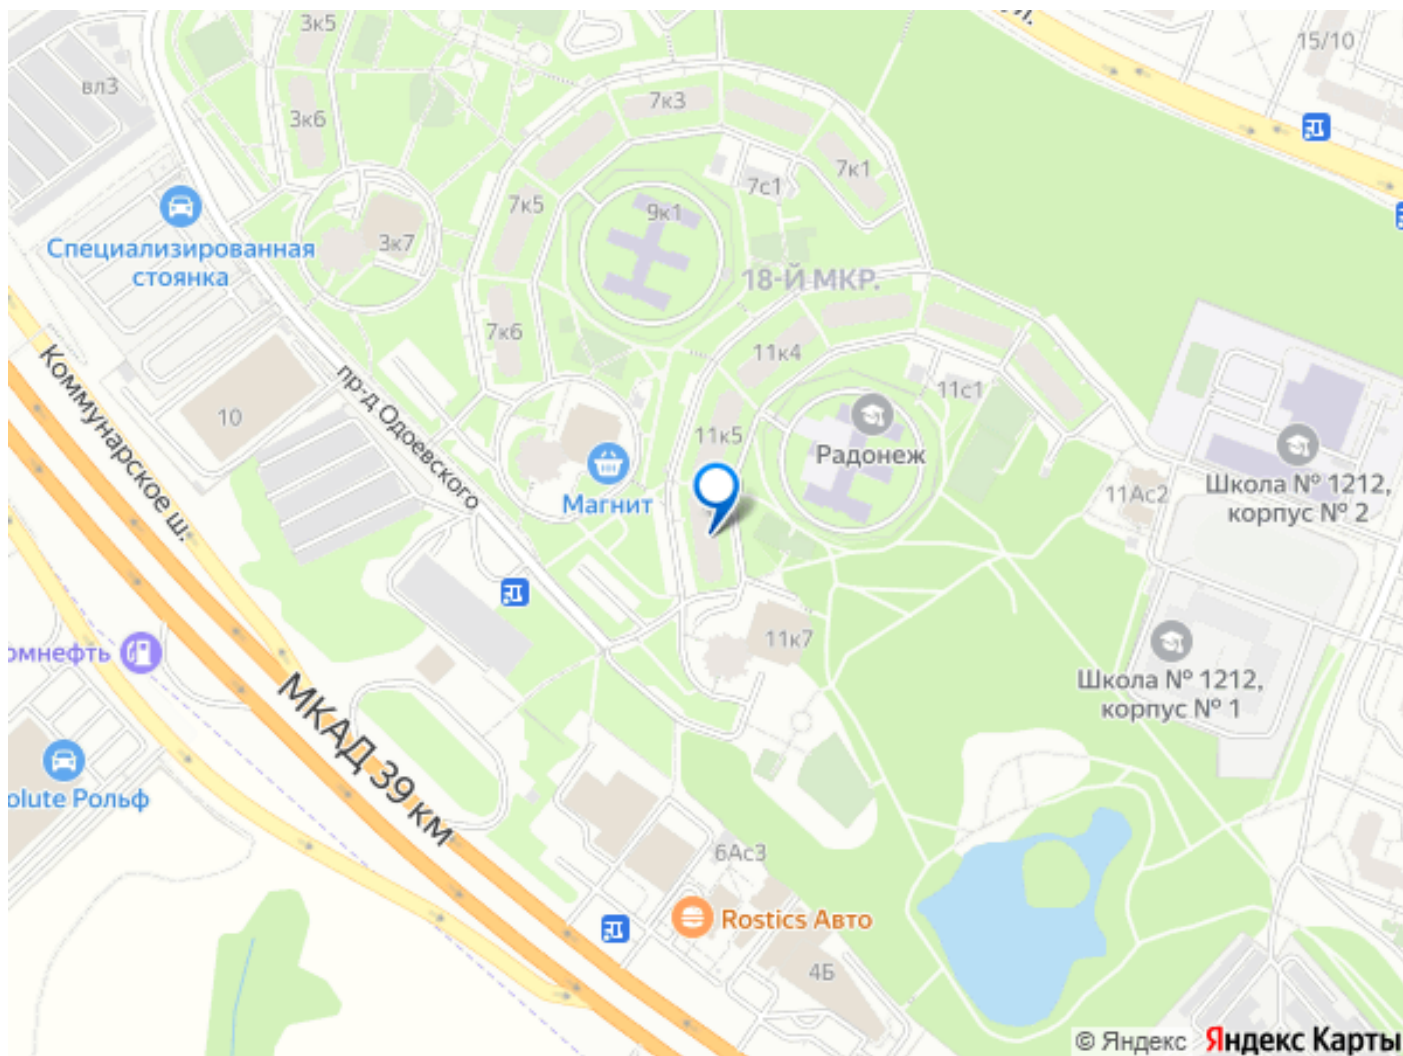 л.
3к5
15/10
вл3
7к3
3к6
7к1
7с1
7к5
9к1
3к7
Специализированная
стоянка
18-Й МКР.
7к6
11к4
11с1
Коммунарское ш.
пр-д Одоевского
10
11к5
Радонеж
Магнит
11Ас2
Школа № 1212,
корпус № 2
11к7
омнефть
Школа № 1212,
корпус № 1
МКАД 39 км
olute Рольф
6Ас3
Rostics Авто
4Б
© Яндекс Яндекс Карты